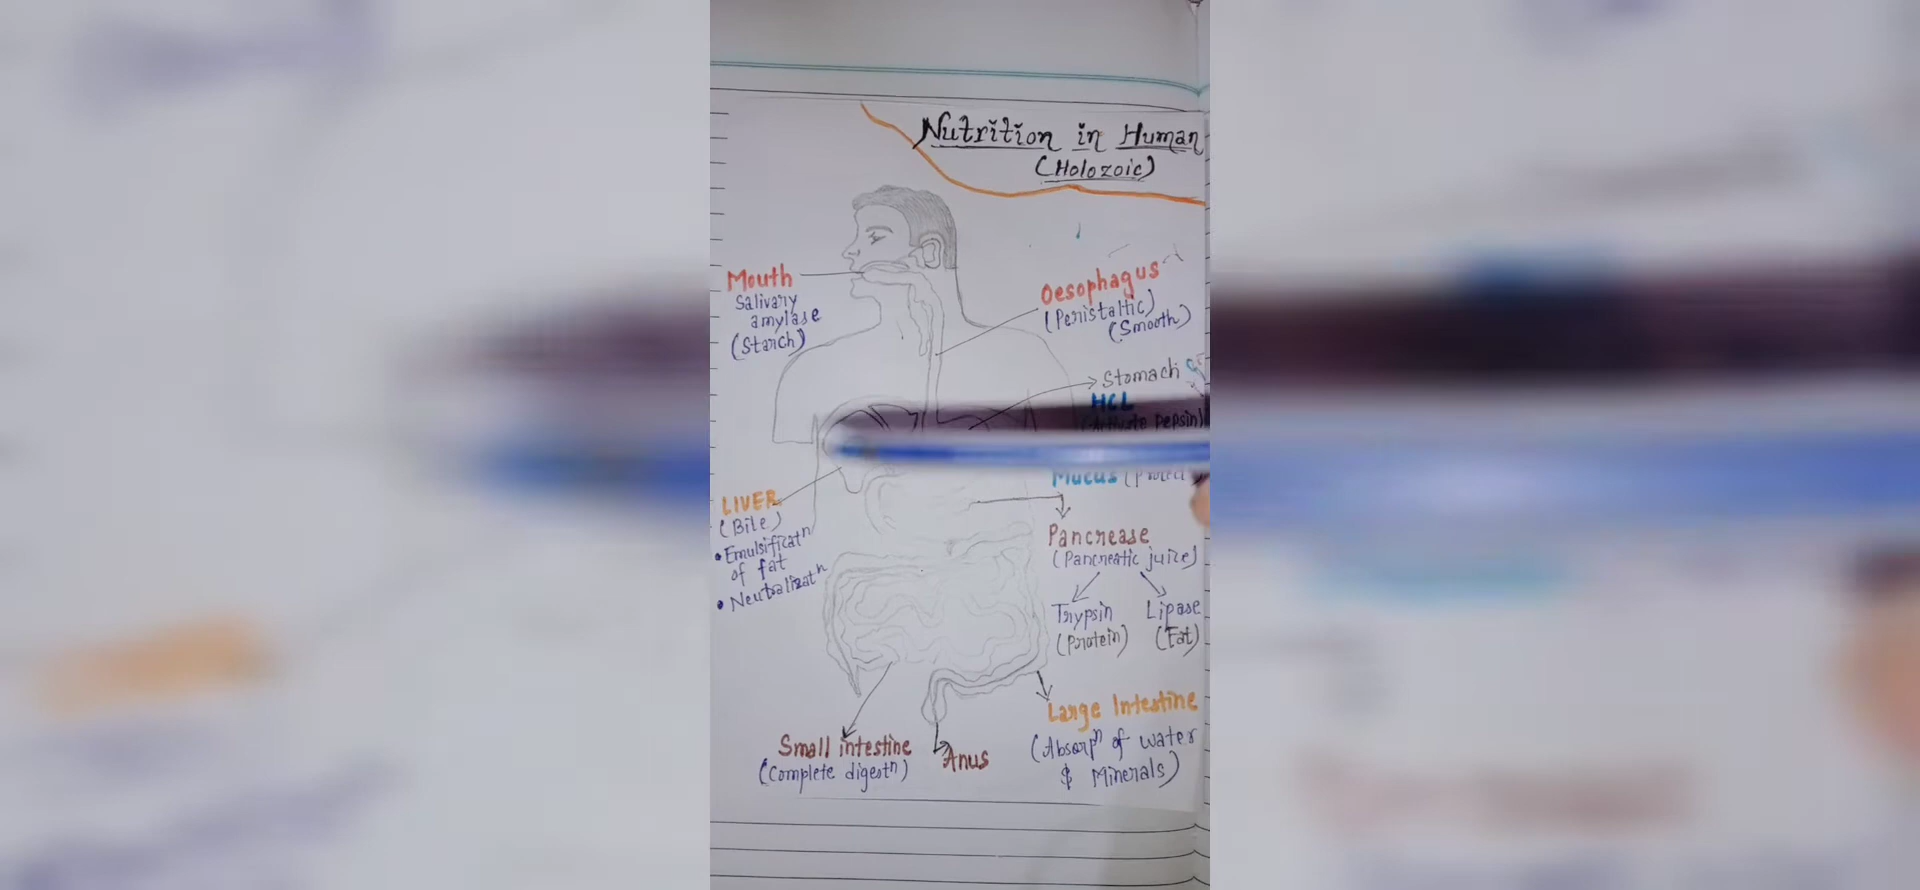 Nutrition in Human
(Holozoic)
Mouth
Salivary
amylase
(Starch)
Oesophagus
(Peristaltic)
(Smooth)
Stomach
HCL
Pepsin)
Mucus
LIVER
(Bile)
• Emulsificatⁿ
of fat
• Neutralizatⁿ
Pancrease
(Pancreatic juice)
Trypsin Lipase
(Protein) (Fat)
Large Intestine
(Absorpⁿ of water
& Minerals)
Small intestine
(Complete digestⁿ)
Anus